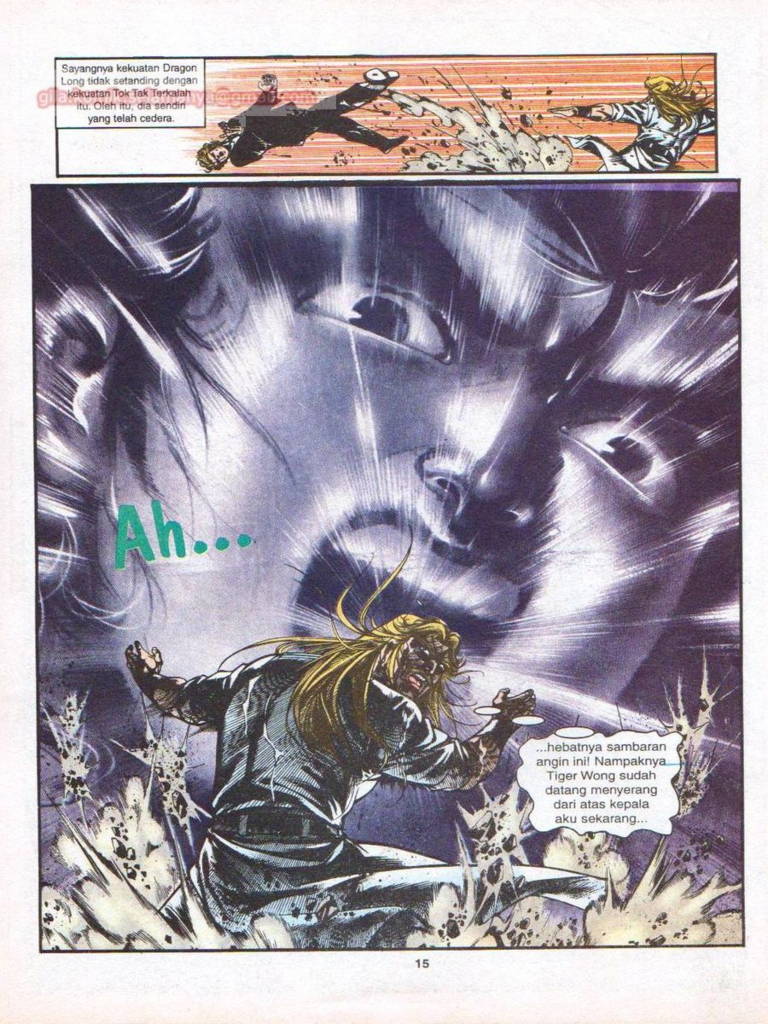 Sayangnya kekuatan Dragon
Long tidak setanding dengan
kekuatan Tok Tak Terkalah
itu. Oleh itu, dia sendiri
yang telah cedera.
Ah...
...hebatnya sambaran
angin ini! Nampaknya
Tiger Wong sudah
datang menyerang
dari atas kepala
aku sekarang...
15